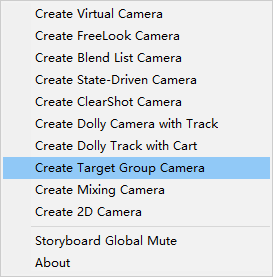 Create Virtual Camera
Create FreeLook Camera
Create Blend List Camera
Create State-Driven Camera
Create ClearShot Camera
Create Dolly Camera with Track
Create Dolly Track with Cart
Create Target Group Camera
Create Mixing Camera
Create 2D Camera
Storyboard Global Mute
About